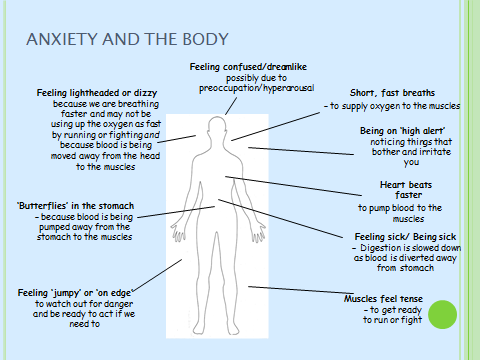 ANXIETY AND THE BODY
Feeling confused/dreamlike
possibly due to
preoccupation/hyperarousal
Feeling lightheaded or dizzy
because we are breathing
faster and may not be
using up the oxygen as fast
by running or fighting and
because blood is being
moved away from the head
to the muscles
Short, fast breaths
– to supply oxygen to the muscles
Being on 'high alert'
noticing things that
bother and irritate
you
Heart beats
faster
to pump blood to the
muscles
'Butterflies' in the stomach
– because blood is being
pumped away from the
stomach to the muscles
Feeling sick/ Being sick
– Digestion is slowed down
as blood is diverted away
from stomach
Feeling 'jumpy' or 'on edge'
to watch out for danger
and be ready to act if we
need to
Muscles feel tense
– to get ready
to run or fight